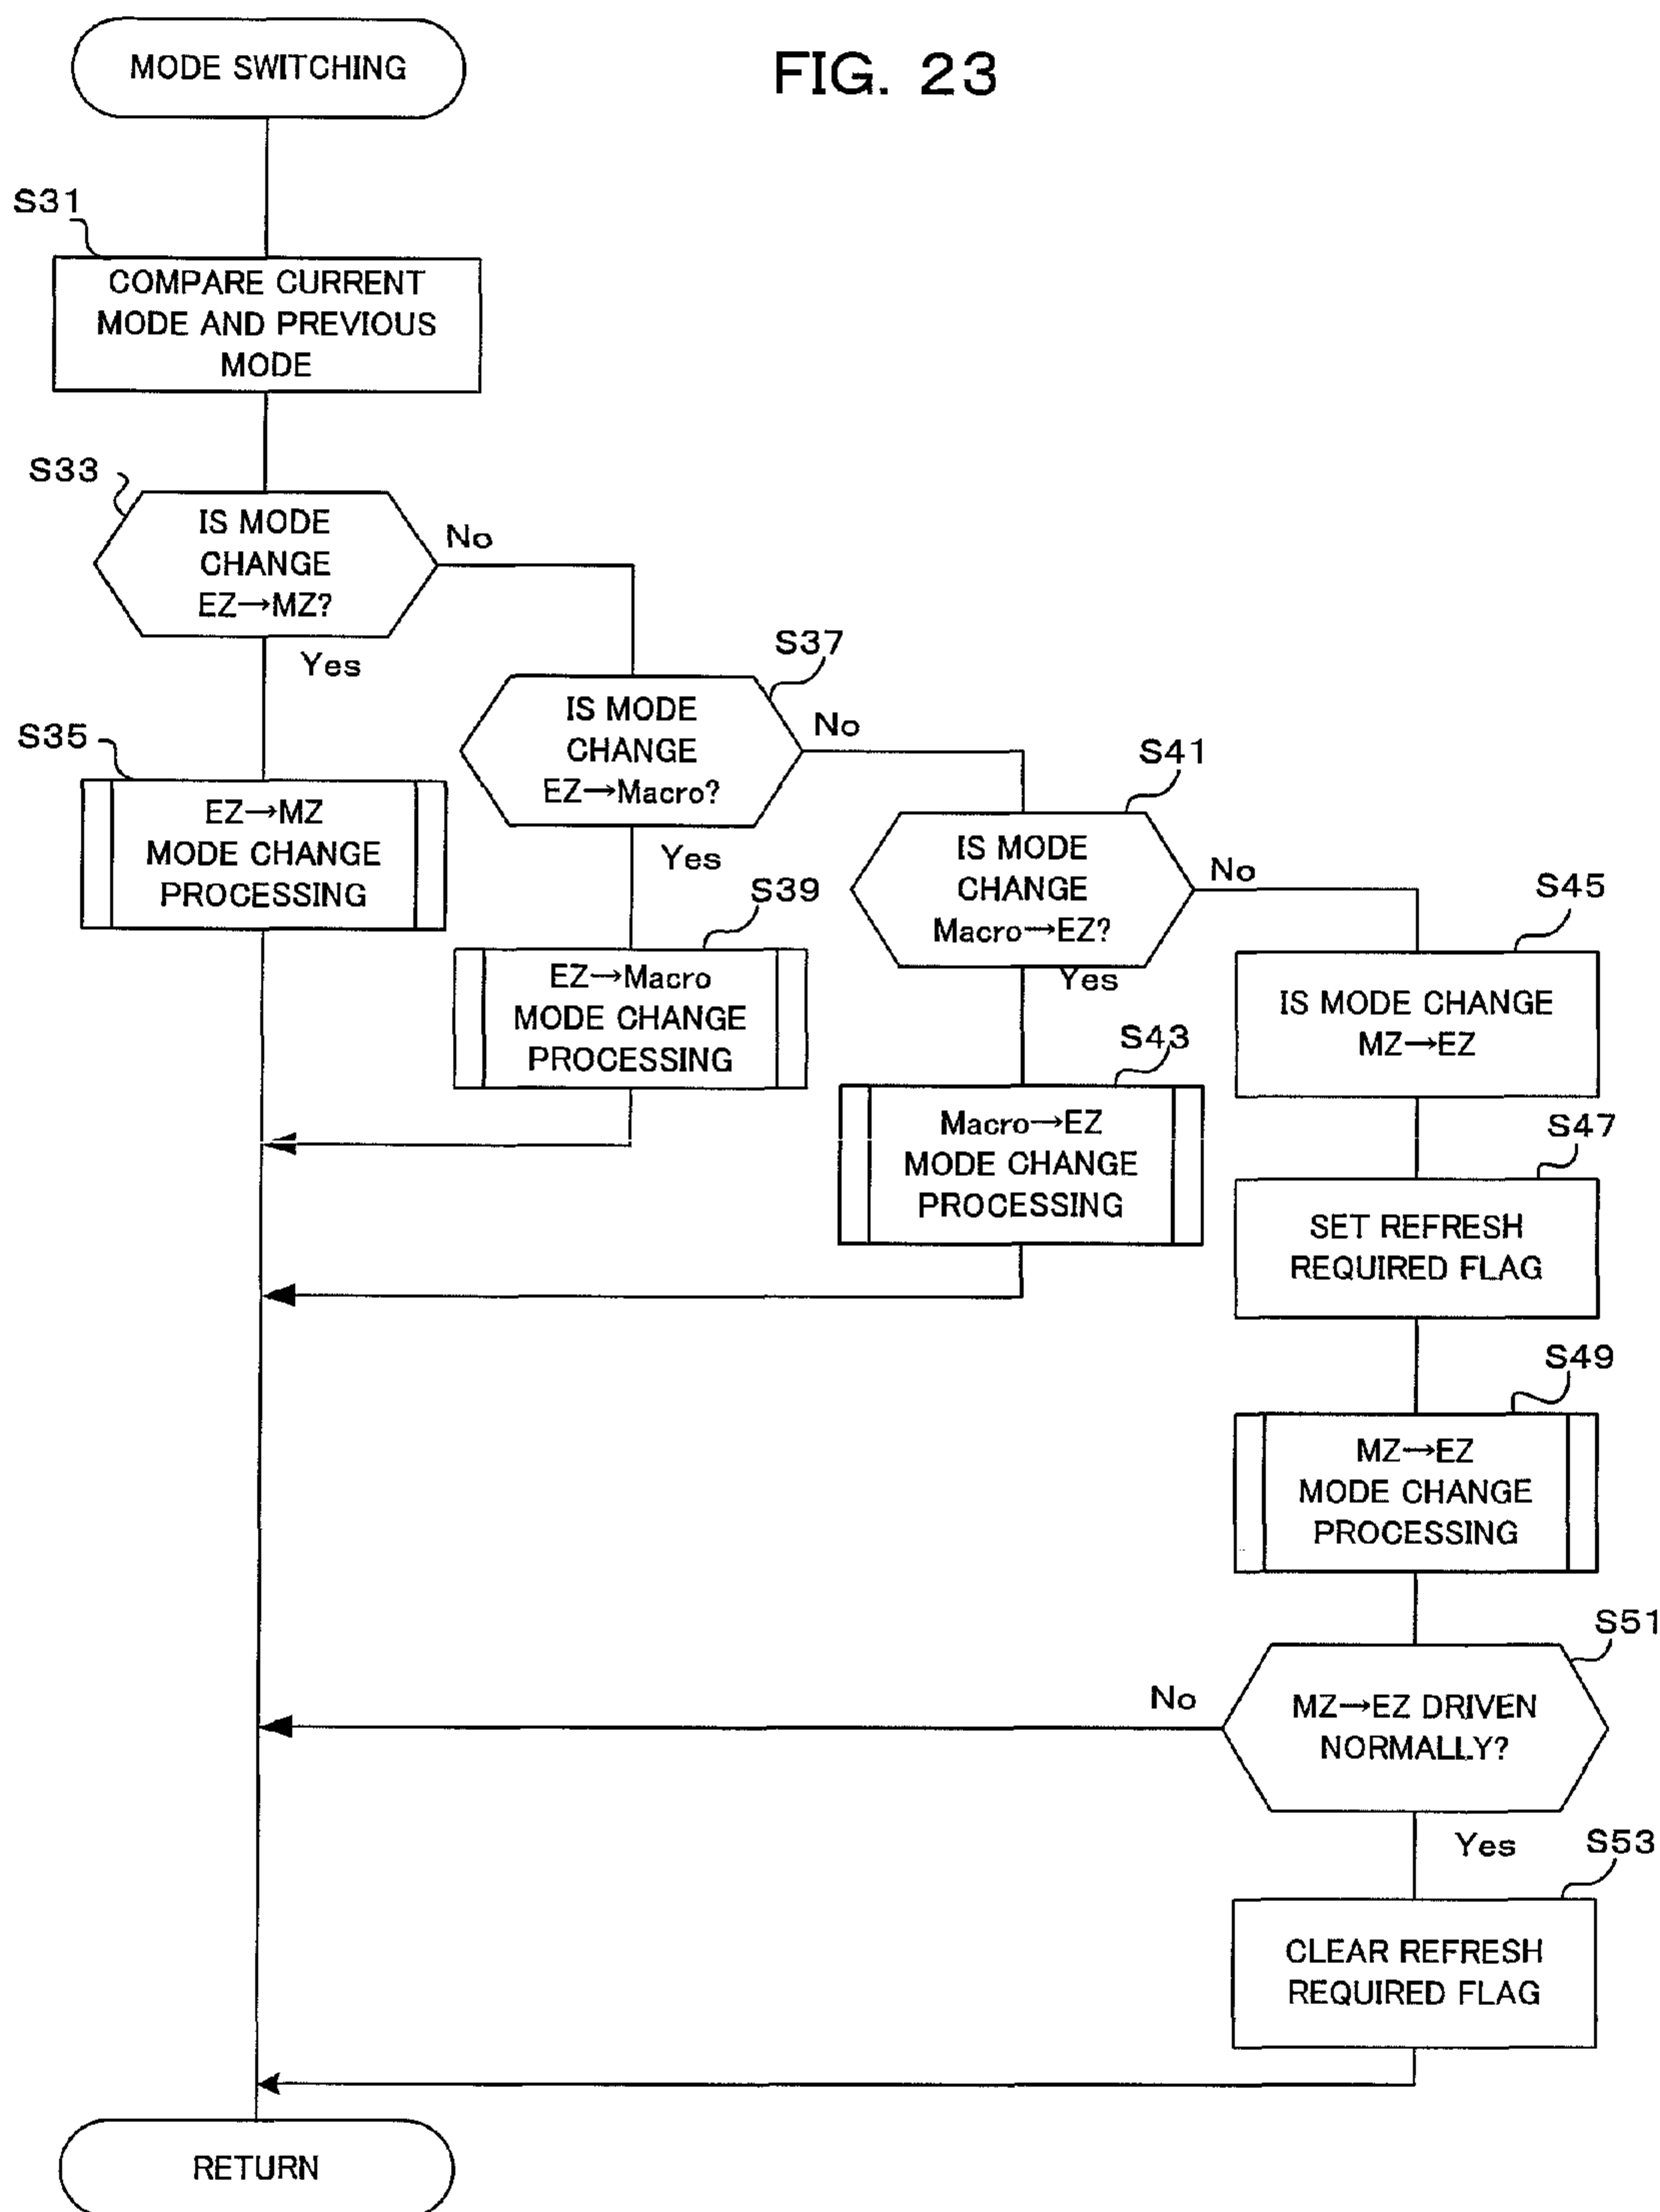 MODE SWITCHING
FIG. 23
S31
COMPARE CURRENT
MODE AND PREVIOUS
MODE
S33
IS MODE
CHANGE
EZ→MZ?
No
Yes
S35
EZ→MZ
MODE CHANGE
PROCESSING
S37
IS MODE
CHANGE
EZ→Macro?
No
Yes
S39
EZ→Macro
MODE CHANGE
PROCESSING
S41
IS MODE
CHANGE
Macro→EZ?
No
Yes
S43
Macro→EZ
MODE CHANGE
PROCESSING
S45
IS MODE CHANGE
MZ→EZ
S47
SET REFRESH
REQUIRED FLAG
S49
MZ→EZ
MODE CHANGE
PROCESSING
S51
MZ→EZ DRIVEN
NORMALLY?
No
Yes
S53
CLEAR REFRESH
REQUIRED FLAG
RETURN